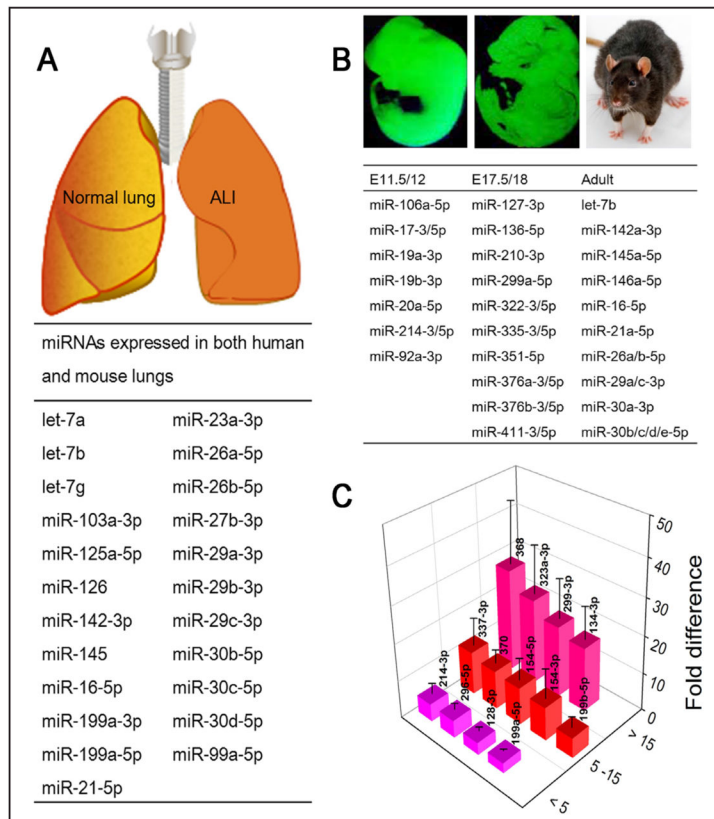 A
Normal lung
ALI
miRNAs expressed in both human
and mouse lungs
let-7a miR-23a-3p
let-7b miR-26a-5p
let-7g miR-26b-5p
miR-103a-3p miR-27b-3p
miR-125a-5p miR-29a-3p
miR-126 miR-29b-3p
miR-142-3p miR-29c-3p
miR-145 miR-30b-5p
miR-16-5p miR-30c-5p
miR-199a-3p miR-30d-5p
miR-199a-5p miR-99a-5p
miR-21-5p
B
E11.5/12 E17.5/18 Adult
miR-106a-5p miR-127-3p let-7b
miR-17-3/5p miR-136-5p miR-142a-3p
miR-19a-3p miR-210-3p miR-145a-5p
miR-19b-3p miR-299a-5p miR-146a-5p
miR-20a-5p miR-322-3/5p miR-16-5p
miR-214-3/5p miR-335-3/5p miR-21a-5p
miR-92a-3p miR-351-5p miR-26a/b-5p
miR-376a-3/5p miR-29a/c-3p
miR-376b-3/5p miR-30a-3p
miR-411-3/5p miR-30b/c/d/e-5p
C
368
323a-3p
299-3p
134-3p
337-3p
370
154-5p
154-3p
199b-5p
214-3p
296-5p
128-3p
199a-5p
50
40
30
20
10
0
Fold difference
> 15
5 -15
< 5